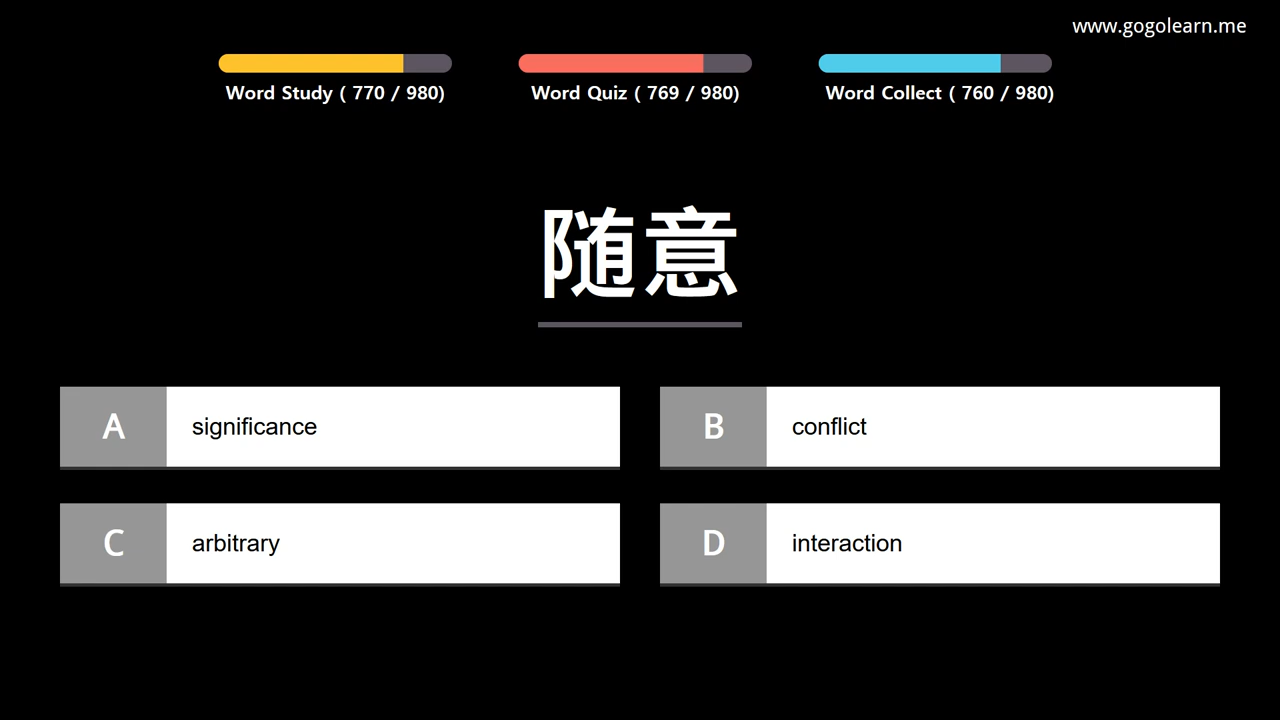 www.gogolearn.me
Word Study ( 770 / 980)
Word Quiz ( 769 / 980)
Word Collect ( 760 / 980)
随意
A significance
B conflict
C arbitrary
D interaction